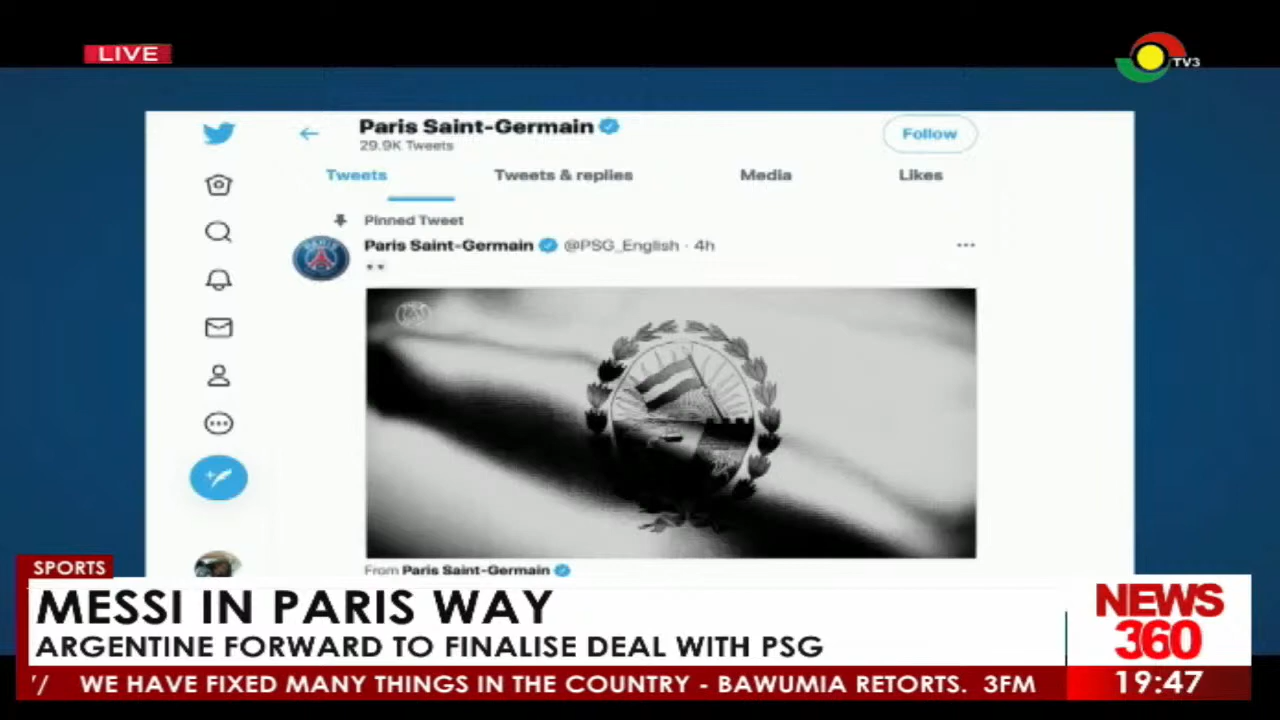 LIVE
TV3
Paris Saint-Germain
29.9K Tweets
Follow
Tweets
Tweets & replies
Media
Likes
Pinned Tweet
Paris Saint-Germain @PSG_English · 4h
PARIS
From Paris Saint-Germain
SPORTS
MESSI IN PARIS WAY
ARGENTINE FORWARD TO FINALISE DEAL WITH PSG
NEWS
360
// WE HAVE FIXED MANY THINGS IN THE COUNTRY - BAWUMIA RETORTS. 3FM
19:47